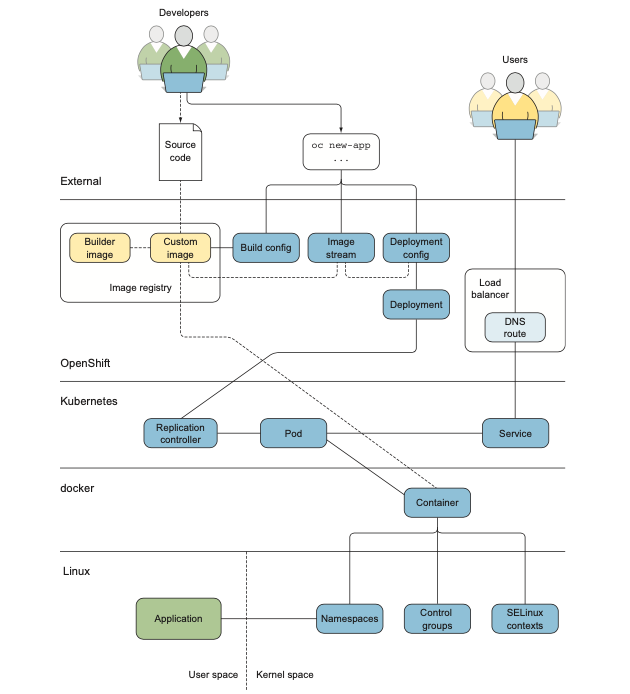 Developers
Users
Source
code
oc new-app
...
External
Builder
image
Custom
image
Build config
Image
stream
Deployment
config
Image registry
Deployment
Load
balancer
DNS
route
OpenShift
Kubernetes
Replication
controller
Pod
Service
docker
Container
Linux
Application
Namespaces
Control
groups
SELinux
contexts
User space
Kernel space